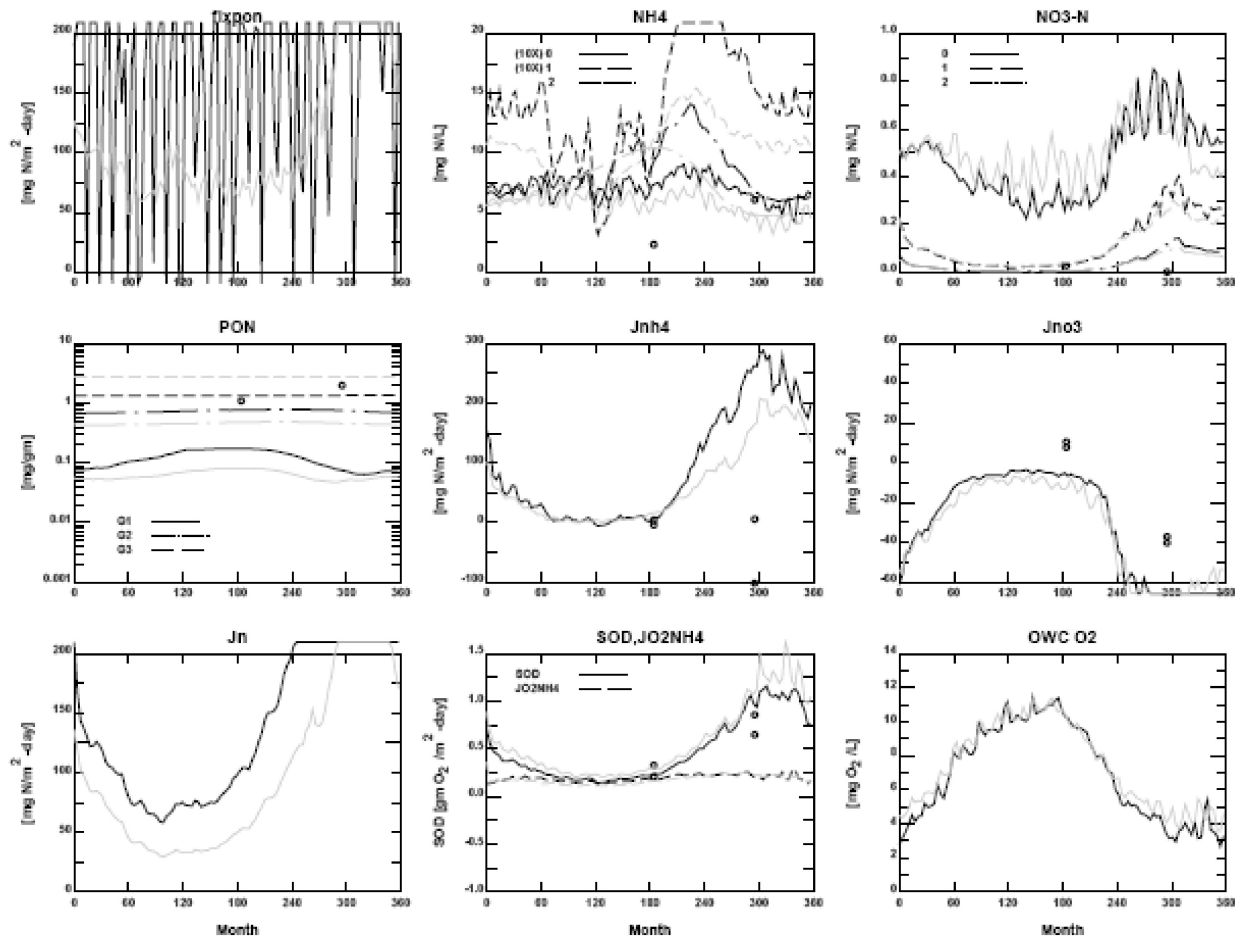 flxpon
NH4
NO3-N
[mg N/m2 -day]
200
150
100
50
0
0 60 120 180 240 300 360
[mg N/L]
20
15
10
5
0
(10X) 0
(10X) 1
2
0 60 120 180 240 300 360
[mg N/L]
1.0
0.8
0.6
0.4
0.2
0.0
0
1
2
0 60 120 180 240 300 360
PON
Jnh4
Jno3
[mg/gm]
10
1
0.1
0.01
0.001
G1
G2
G3
0 60 120 180 240 300 360
[mg N/m2 -day]
300
200
100
0
-100
0 60 120 180 240 300 360
[mg N/m2 -day]
60
40
20
0
-20
-40
-60
0 60 120 180 240 300 360
Jn
SOD,JO2NH4
OWC O2
[mg N/m2 -day]
200
150
100
50
0
0 60 120 180 240 300 360
Month
SOD [gm O2 /m2 -day]
1.5
1.0
0.5
0.0
-0.5
-1.0
SOD
JO2NH4
0 60 120 180 240 300 360
Month
[mg O2 /L]
14
12
10
8
6
4
2
0
0 60 120 180 240 300 360
Month